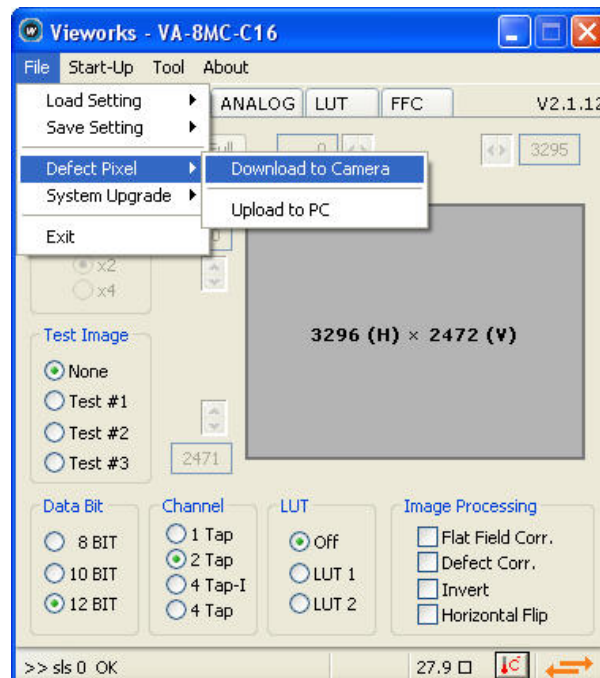 Vieworks - VA-8MC-C16
File Start-Up Tool About
Load Setting
Save Setting
Defect Pixel
System Upgrade
Exit
Download to Camera
Upload to PC
ANALOG LUT FFC V2.1.12
0
3295
x2
x4
3296 (H) × 2472 (V)
Test Image
None
Test #1
Test #2
Test #3
2471
Data Bit
8 BIT
10 BIT
12 BIT
Channel
1 Tap
2 Tap
4 Tap-I
4 Tap
LUT
Off
LUT 1
LUT 2
Image Processing
Flat Field Corr.
Defect Corr.
Invert
Horizontal Flip
>> sls 0 OK
27.9 □
C